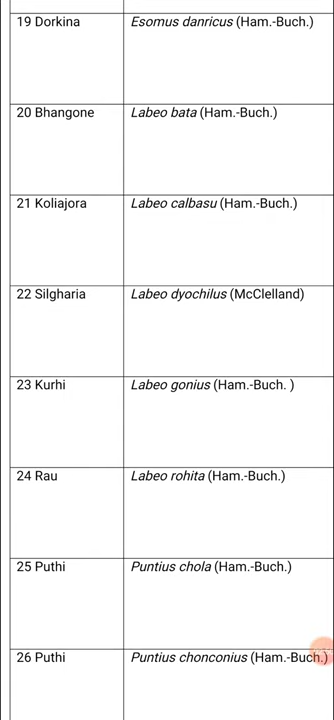 19 Dorkina Esomus danricus (Ham.-Buch.)
20 Bhangone Labeo bata (Ham.-Buch.)
21 Koliajora Labeo calbasu (Ham.-Buch.)
22 Silgharia Labeo dyochilus (McClelland)
23 Kurhi Labeo gonius (Ham.-Buch. )
24 Rau Labeo rohita (Ham.-Buch.)
25 Puthi Puntius chola (Ham.-Buch.)
26 Puthi Puntius chonconius (Ham.-Buch.)